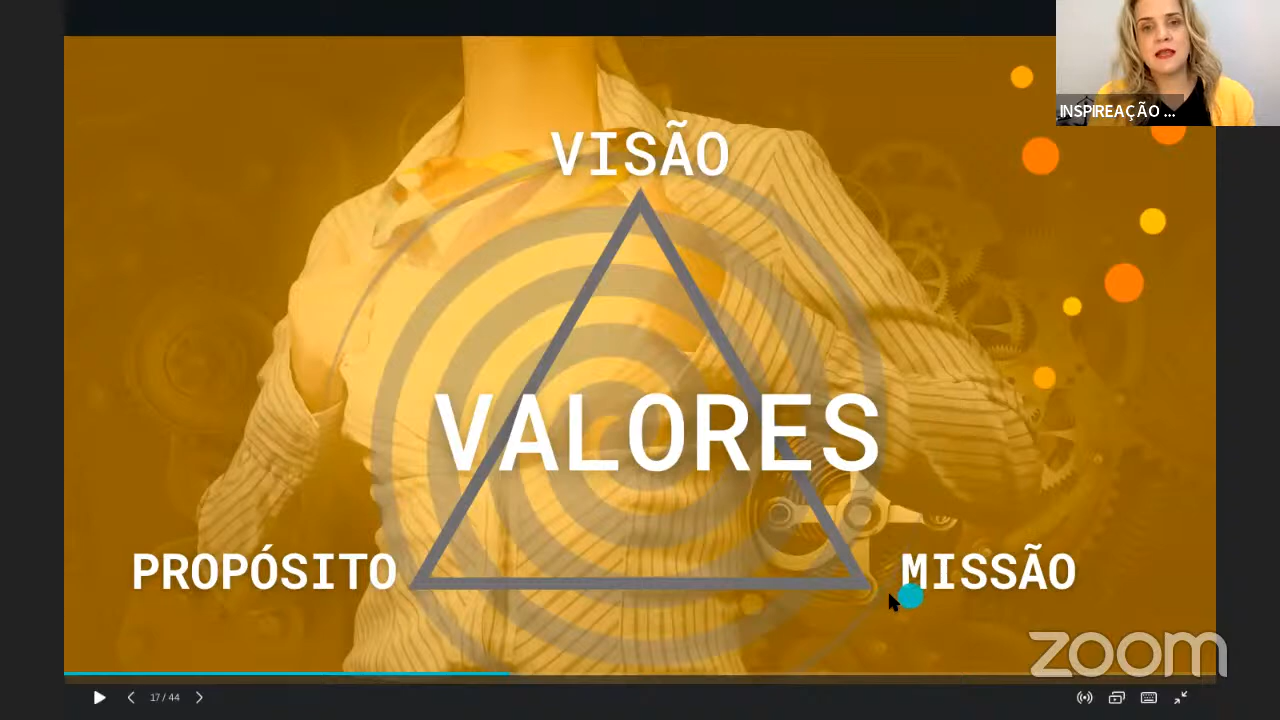 INSPIREAÇÃO ...
VISÃO
VALORES
PROPÓSITO
MISSÃO
zoom
17 / 44